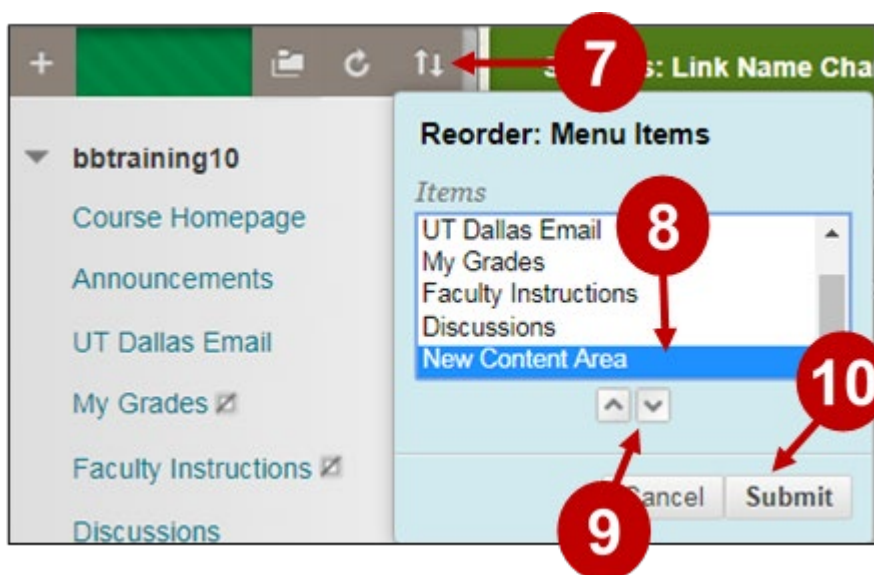 7
: Link Name Cha
Reorder: Menu Items
bbtraining10
Items
Course Homepage
UT Dallas Email
8
My Grades
Announcements
Faculty Instructions
Discussions
UT Dallas Email
New Content Area
10
My Grades
Faculty Instructions
Cancel
Submit
9
Discussions